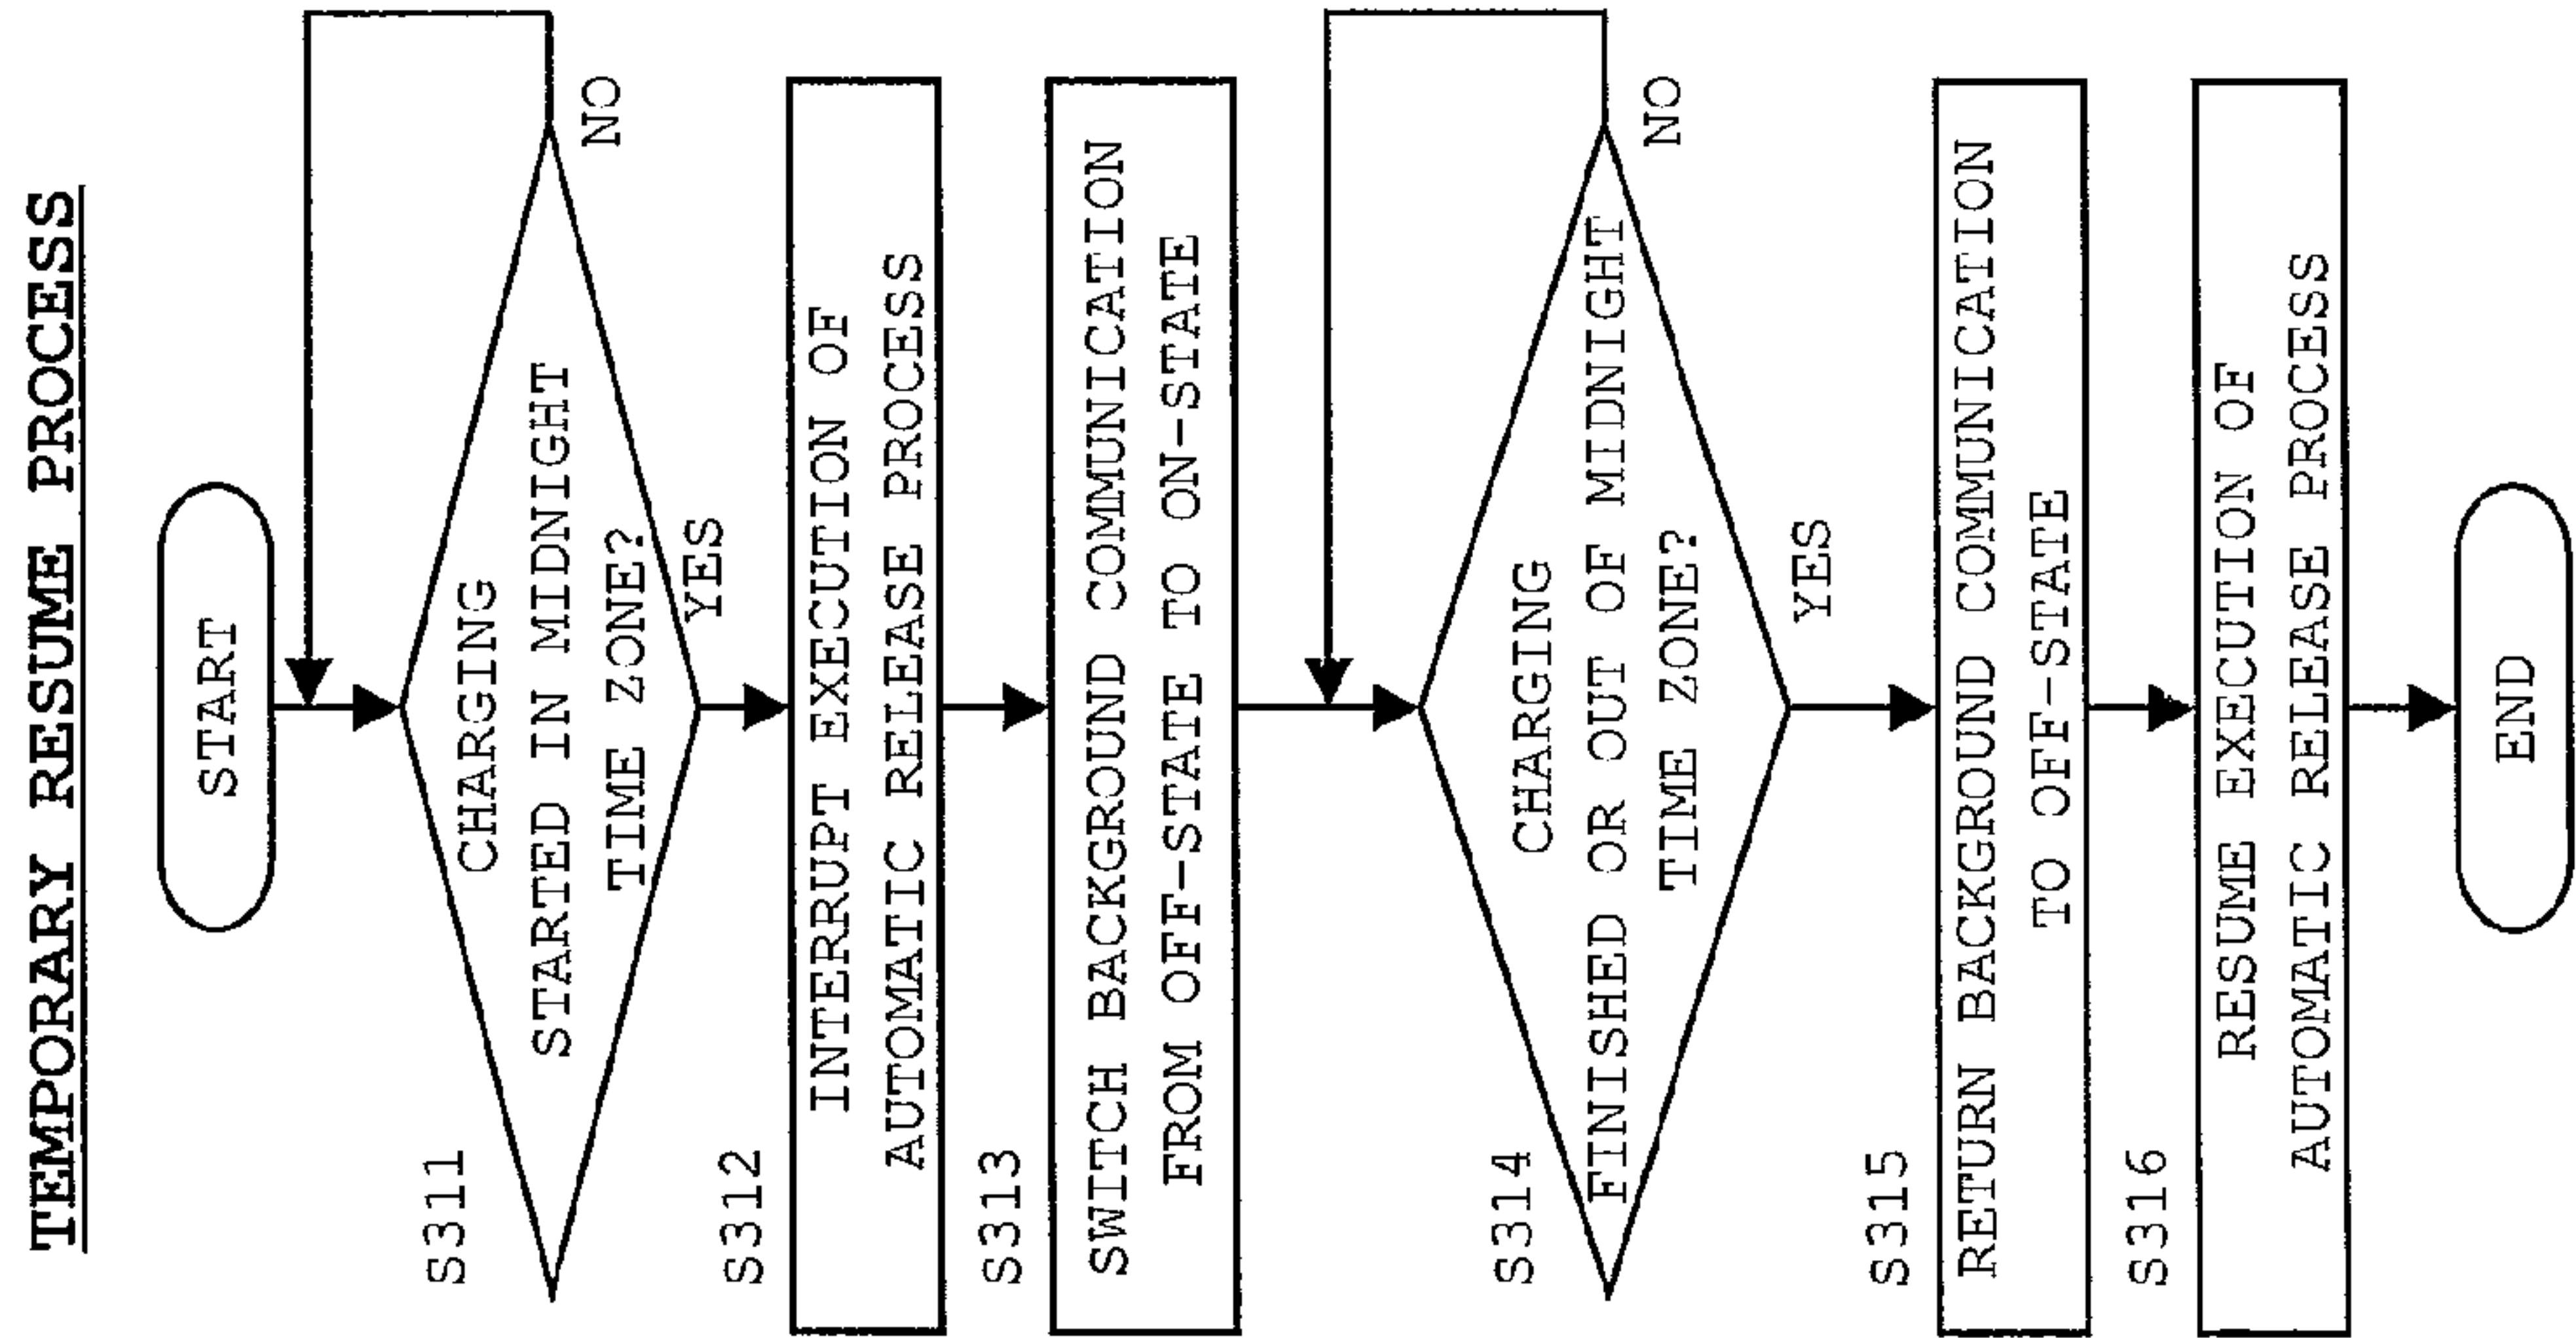 TEMPORARY RESUME PROCESS
START
S311
CHARGING
STARTED IN MIDNIGHT
TIME ZONE?
NO
YES
S312
INTERRUPT EXECUTION OF
AUTOMATIC RELEASE PROCESS
S313
SWITCH BACKGROUND COMMUNICATION
FROM OFF-STATE TO ON-STATE
S314
CHARGING
FINISHED OR OUT OF MIDNIGHT
TIME ZONE?
NO
YES
S315
RETURN BACKGROUND COMMUNICATION
TO OFF-STATE
S316
RESUME EXECUTION OF
AUTOMATIC RELEASE PROCESS
END